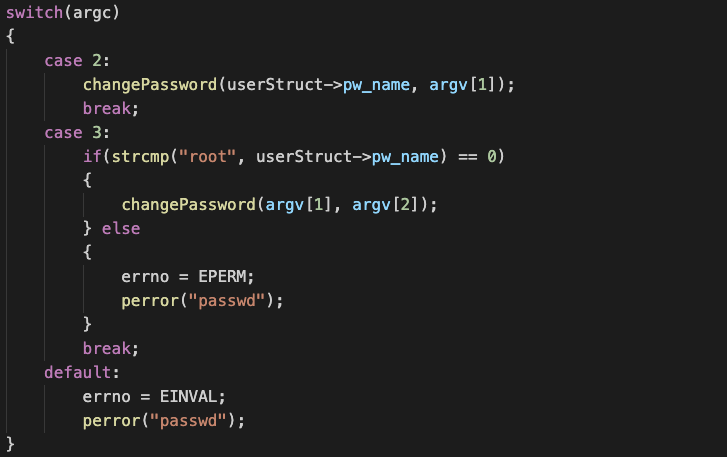 switch(argc)
{
    case 2:
        changePassword(userStruct->pw_name, argv[1]);
        break;
    case 3:
        if(strcmp("root", userStruct->pw_name) == 0)
        {
            changePassword(argv[1], argv[2]);
        } else
        {
            errno = EPERM;
            perror("passwd");
        }
        break;
    default:
        errno = EINVAL;
        perror("passwd");
}